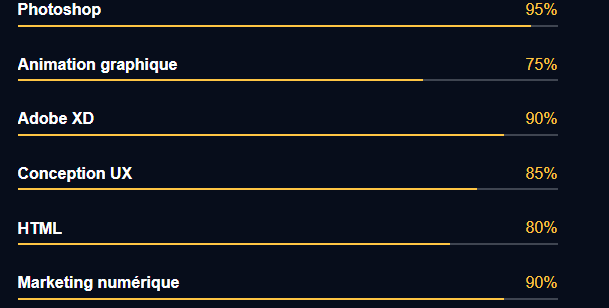 Photoshop 95%
Animation graphique 75%
Adobe XD 90%
Conception UX 85%
HTML 80%
Marketing numérique 90%